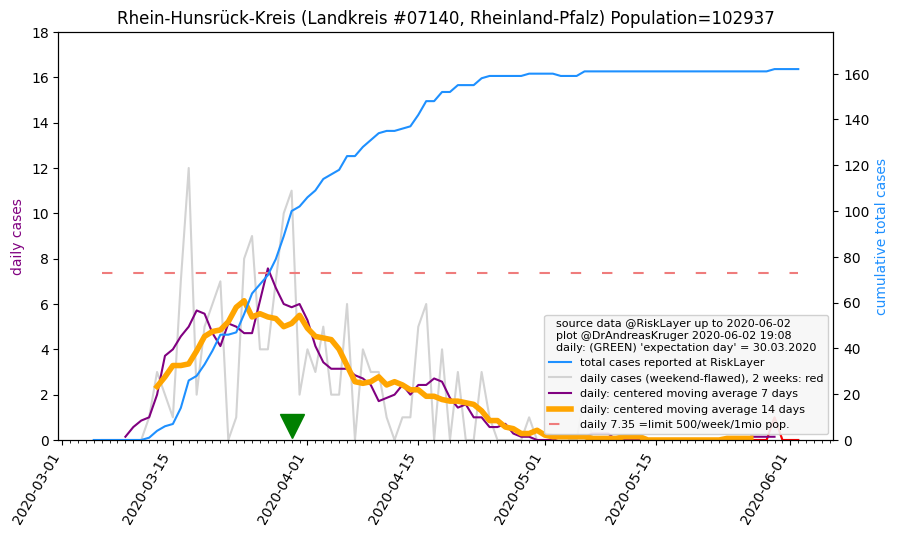 Rhein-Hunsrück-Kreis (Landkreis #07140, Rheinland-Pfalz) Population=102937
daily cases
18
16
14
12
10
8
6
4
2
0
cumulative total cases
160
140
120
100
80
60
40
20
0
source data @RiskLayer up to 2020-06-02
plot @DrAndreasKruger 2020-06-02 19:08
daily: (GREEN) 'expectation day' = 30.03.2020
total cases reported at RiskLayer
daily cases (weekend-flawed), 2 weeks: red
daily: centered moving average 7 days
daily: centered moving average 14 days
daily 7.35 =limit 500/week/1mio pop.
2020-03-01
2020-03-15
2020-04-01
2020-04-15
2020-05-01
2020-05-15
2020-06-01